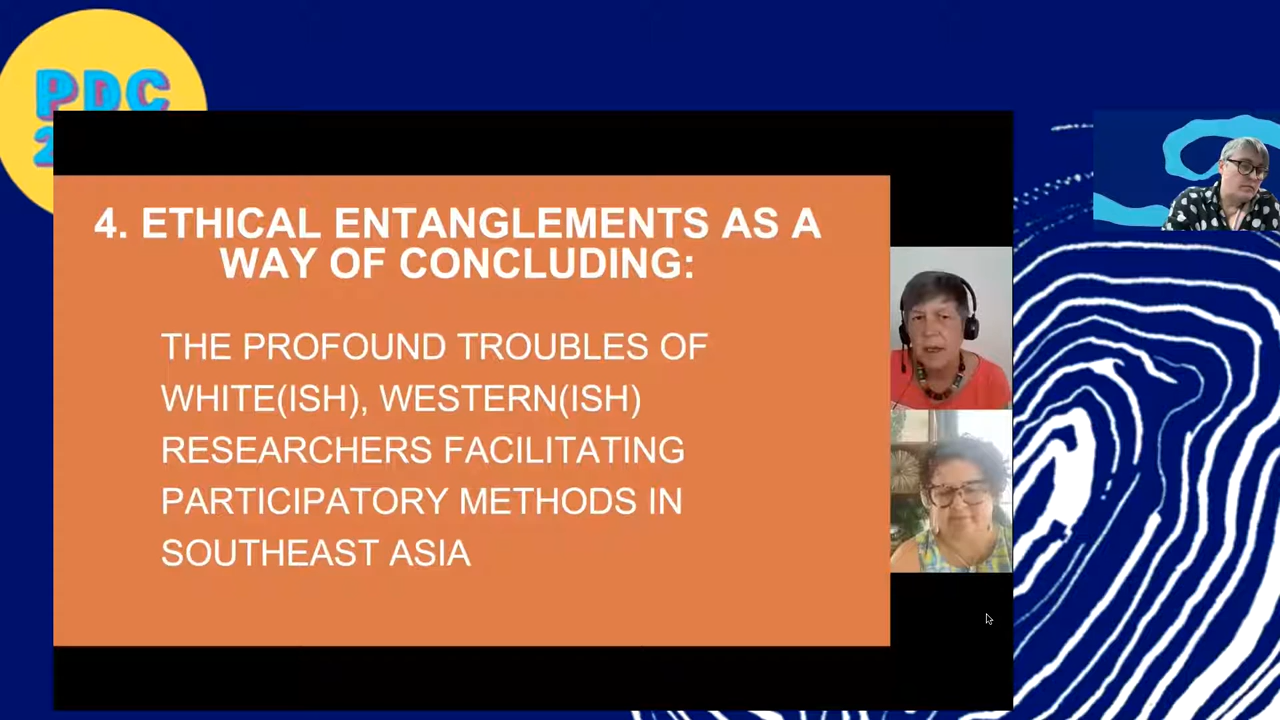 PDC
2
4. ETHICAL ENTANGLEMENTS AS A
WAY OF CONCLUDING:
THE PROFOUND TROUBLES OF
WHITE(ISH), WESTERN(ISH)
RESEARCHERS FACILITATING
PARTICIPATORY METHODS IN
SOUTHEAST ASIA